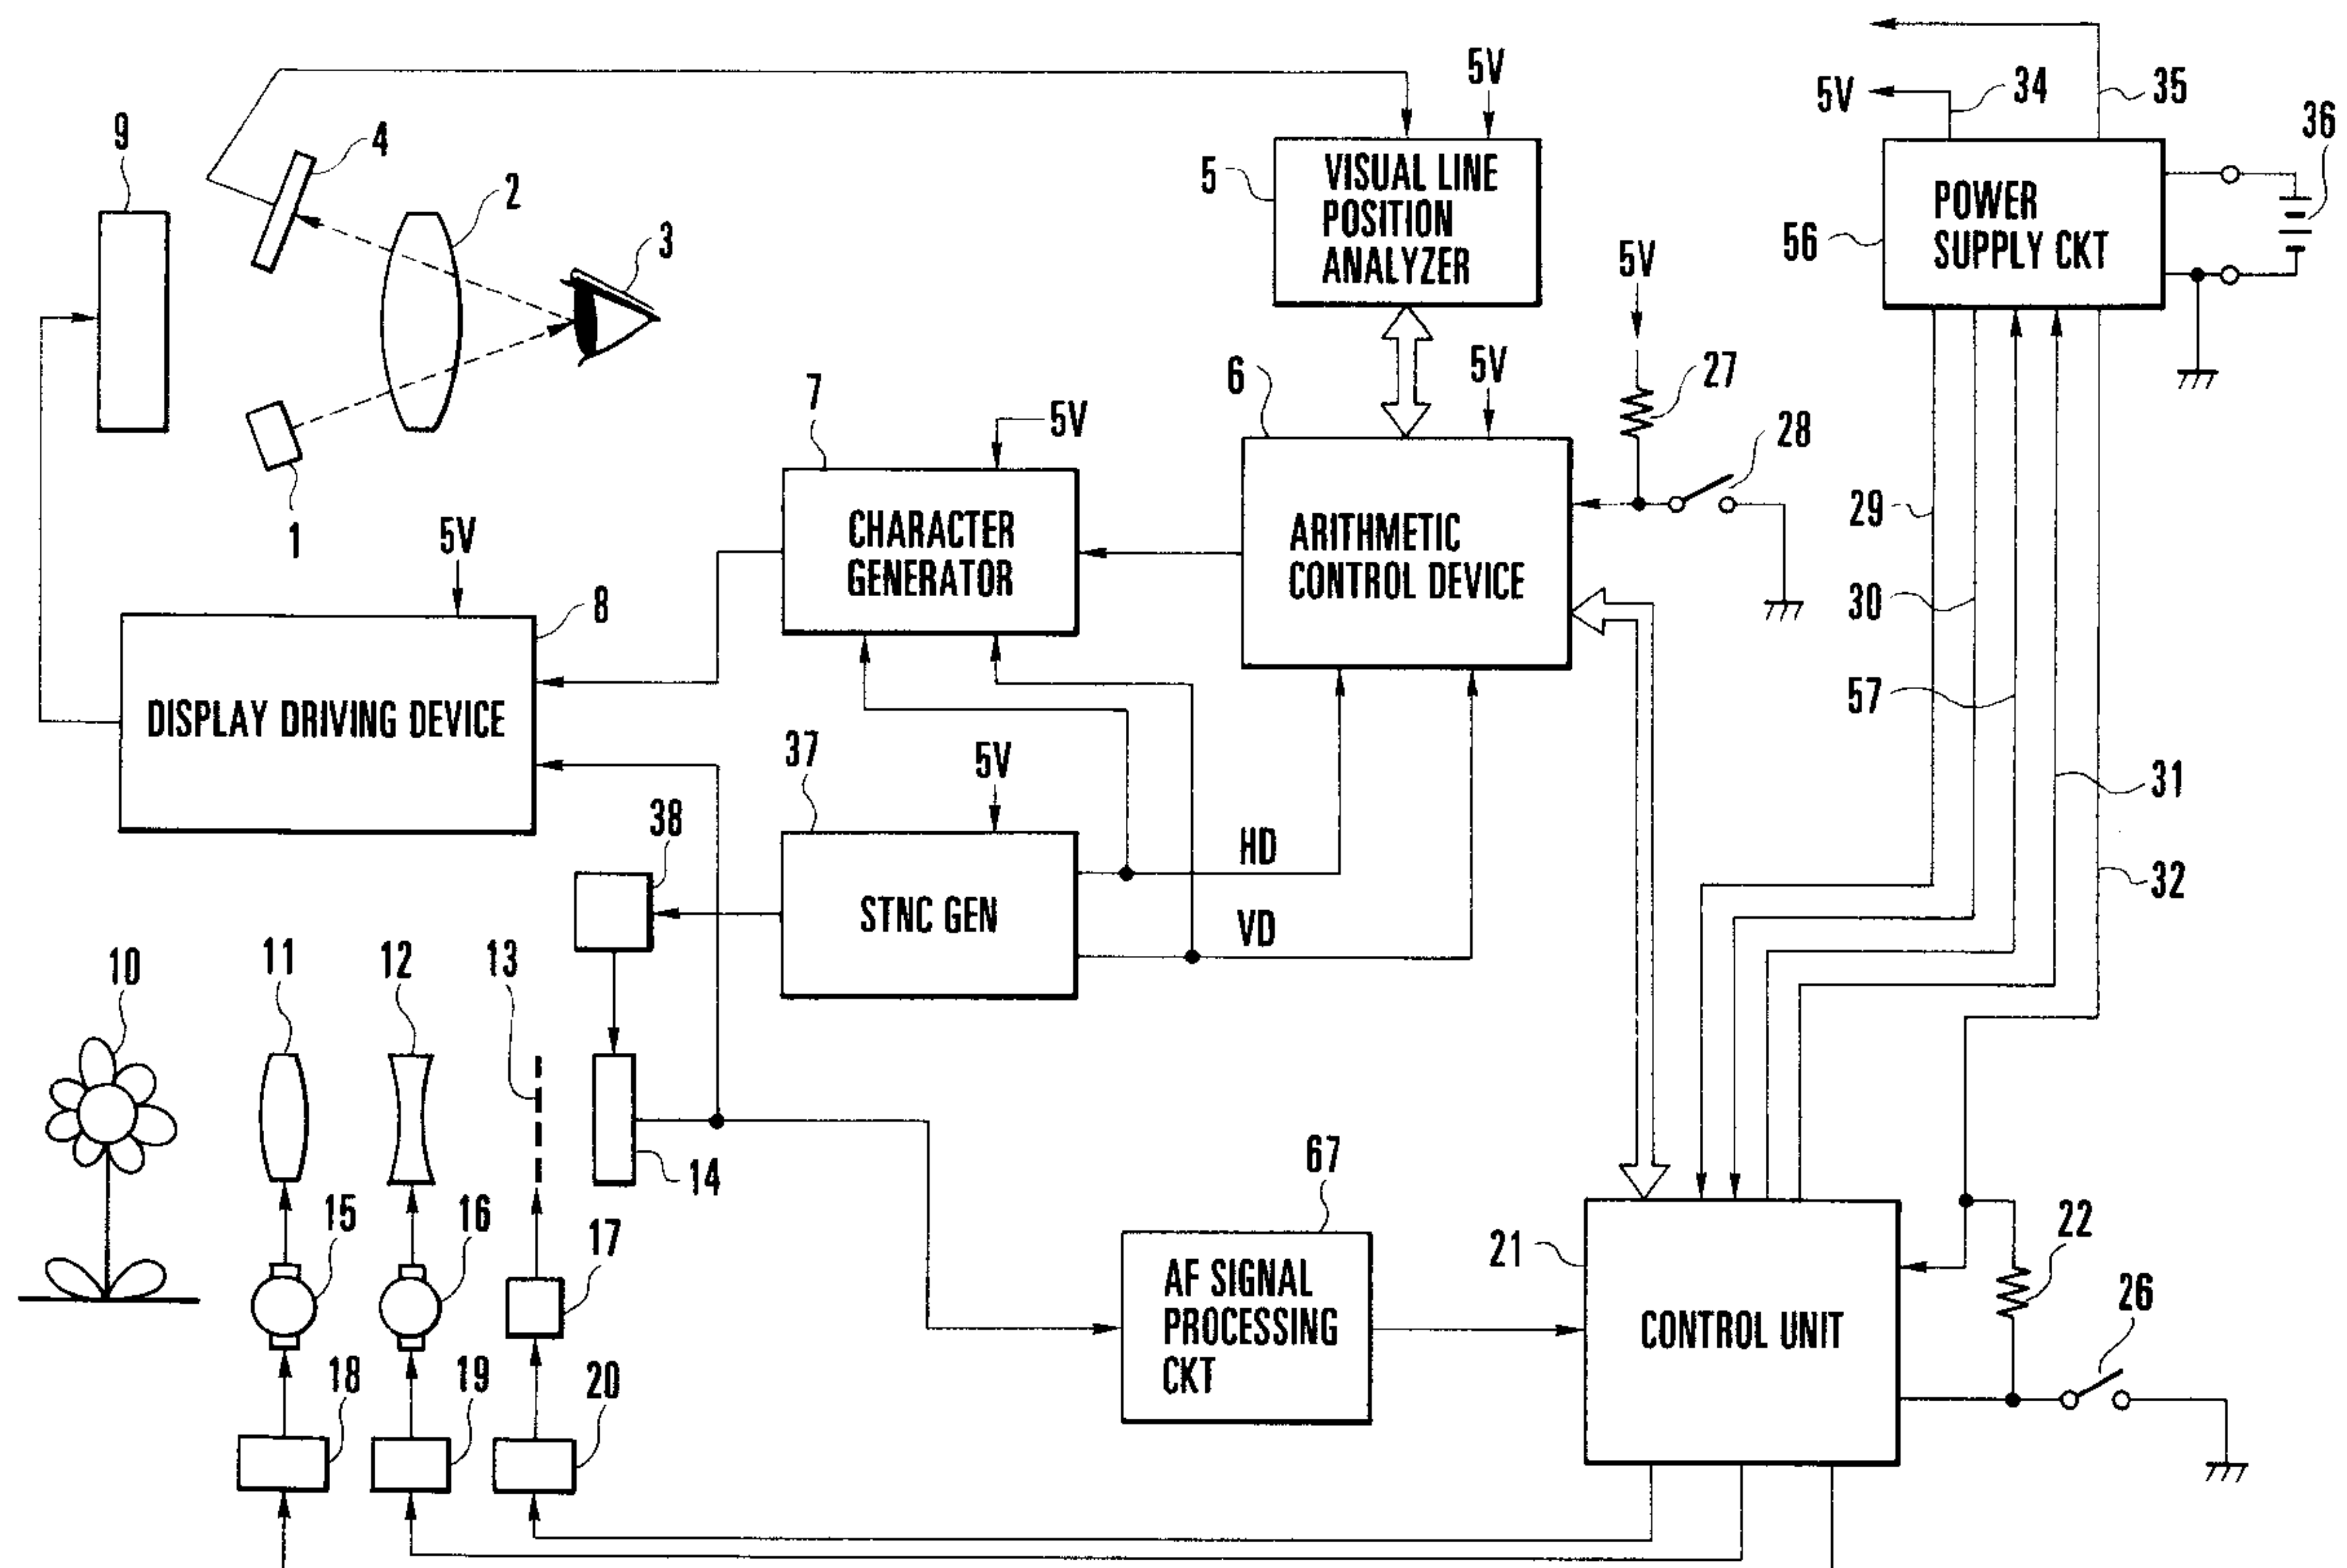 5V
5V
34
35
36
9
4
2
3
5
VISUAL LINE
POSITION
ANALYZER
56
POWER
SUPPLY CKT
5V
6
5V
27
28
7
5V
1
5V
8
CHARACTER
GENERATOR
ARITHMETIC
CONTROL DEVICE
29
30
57
31
32
DISPLAY DRIVING DEVICE
37
5V
38
HD
VD
STNC GEN
10
11
12
13
14
67
15
16
17
21
22
26
AF SIGNAL
PROCESSING
CKT
CONTROL UNIT
18
19
20